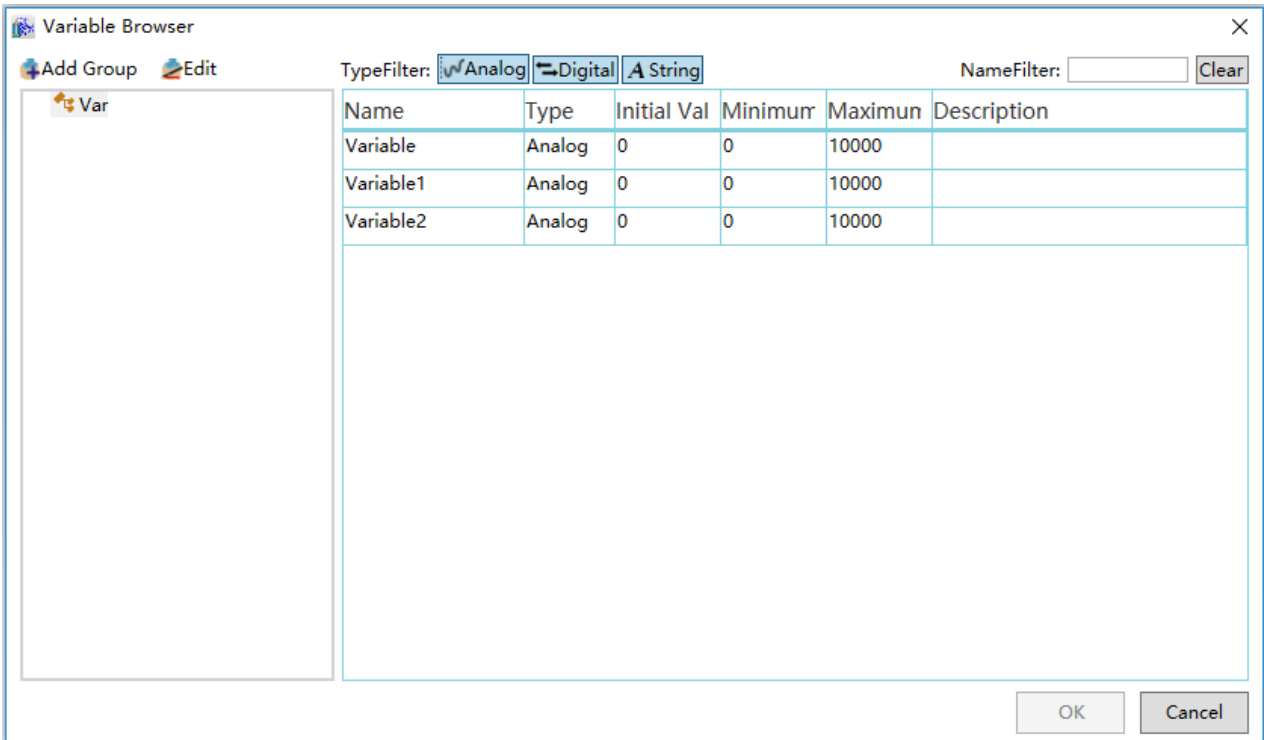 Variable Browser
Add Group Edit TypeFilter: Analog Digital A String NameFilter: Clear
Var
Name Type Initial Val Minimum Maximun Description
Variable Analog 0 0 10000
Variable1 Analog 0 0 10000
Variable2 Analog 0 0 10000
OK Cancel